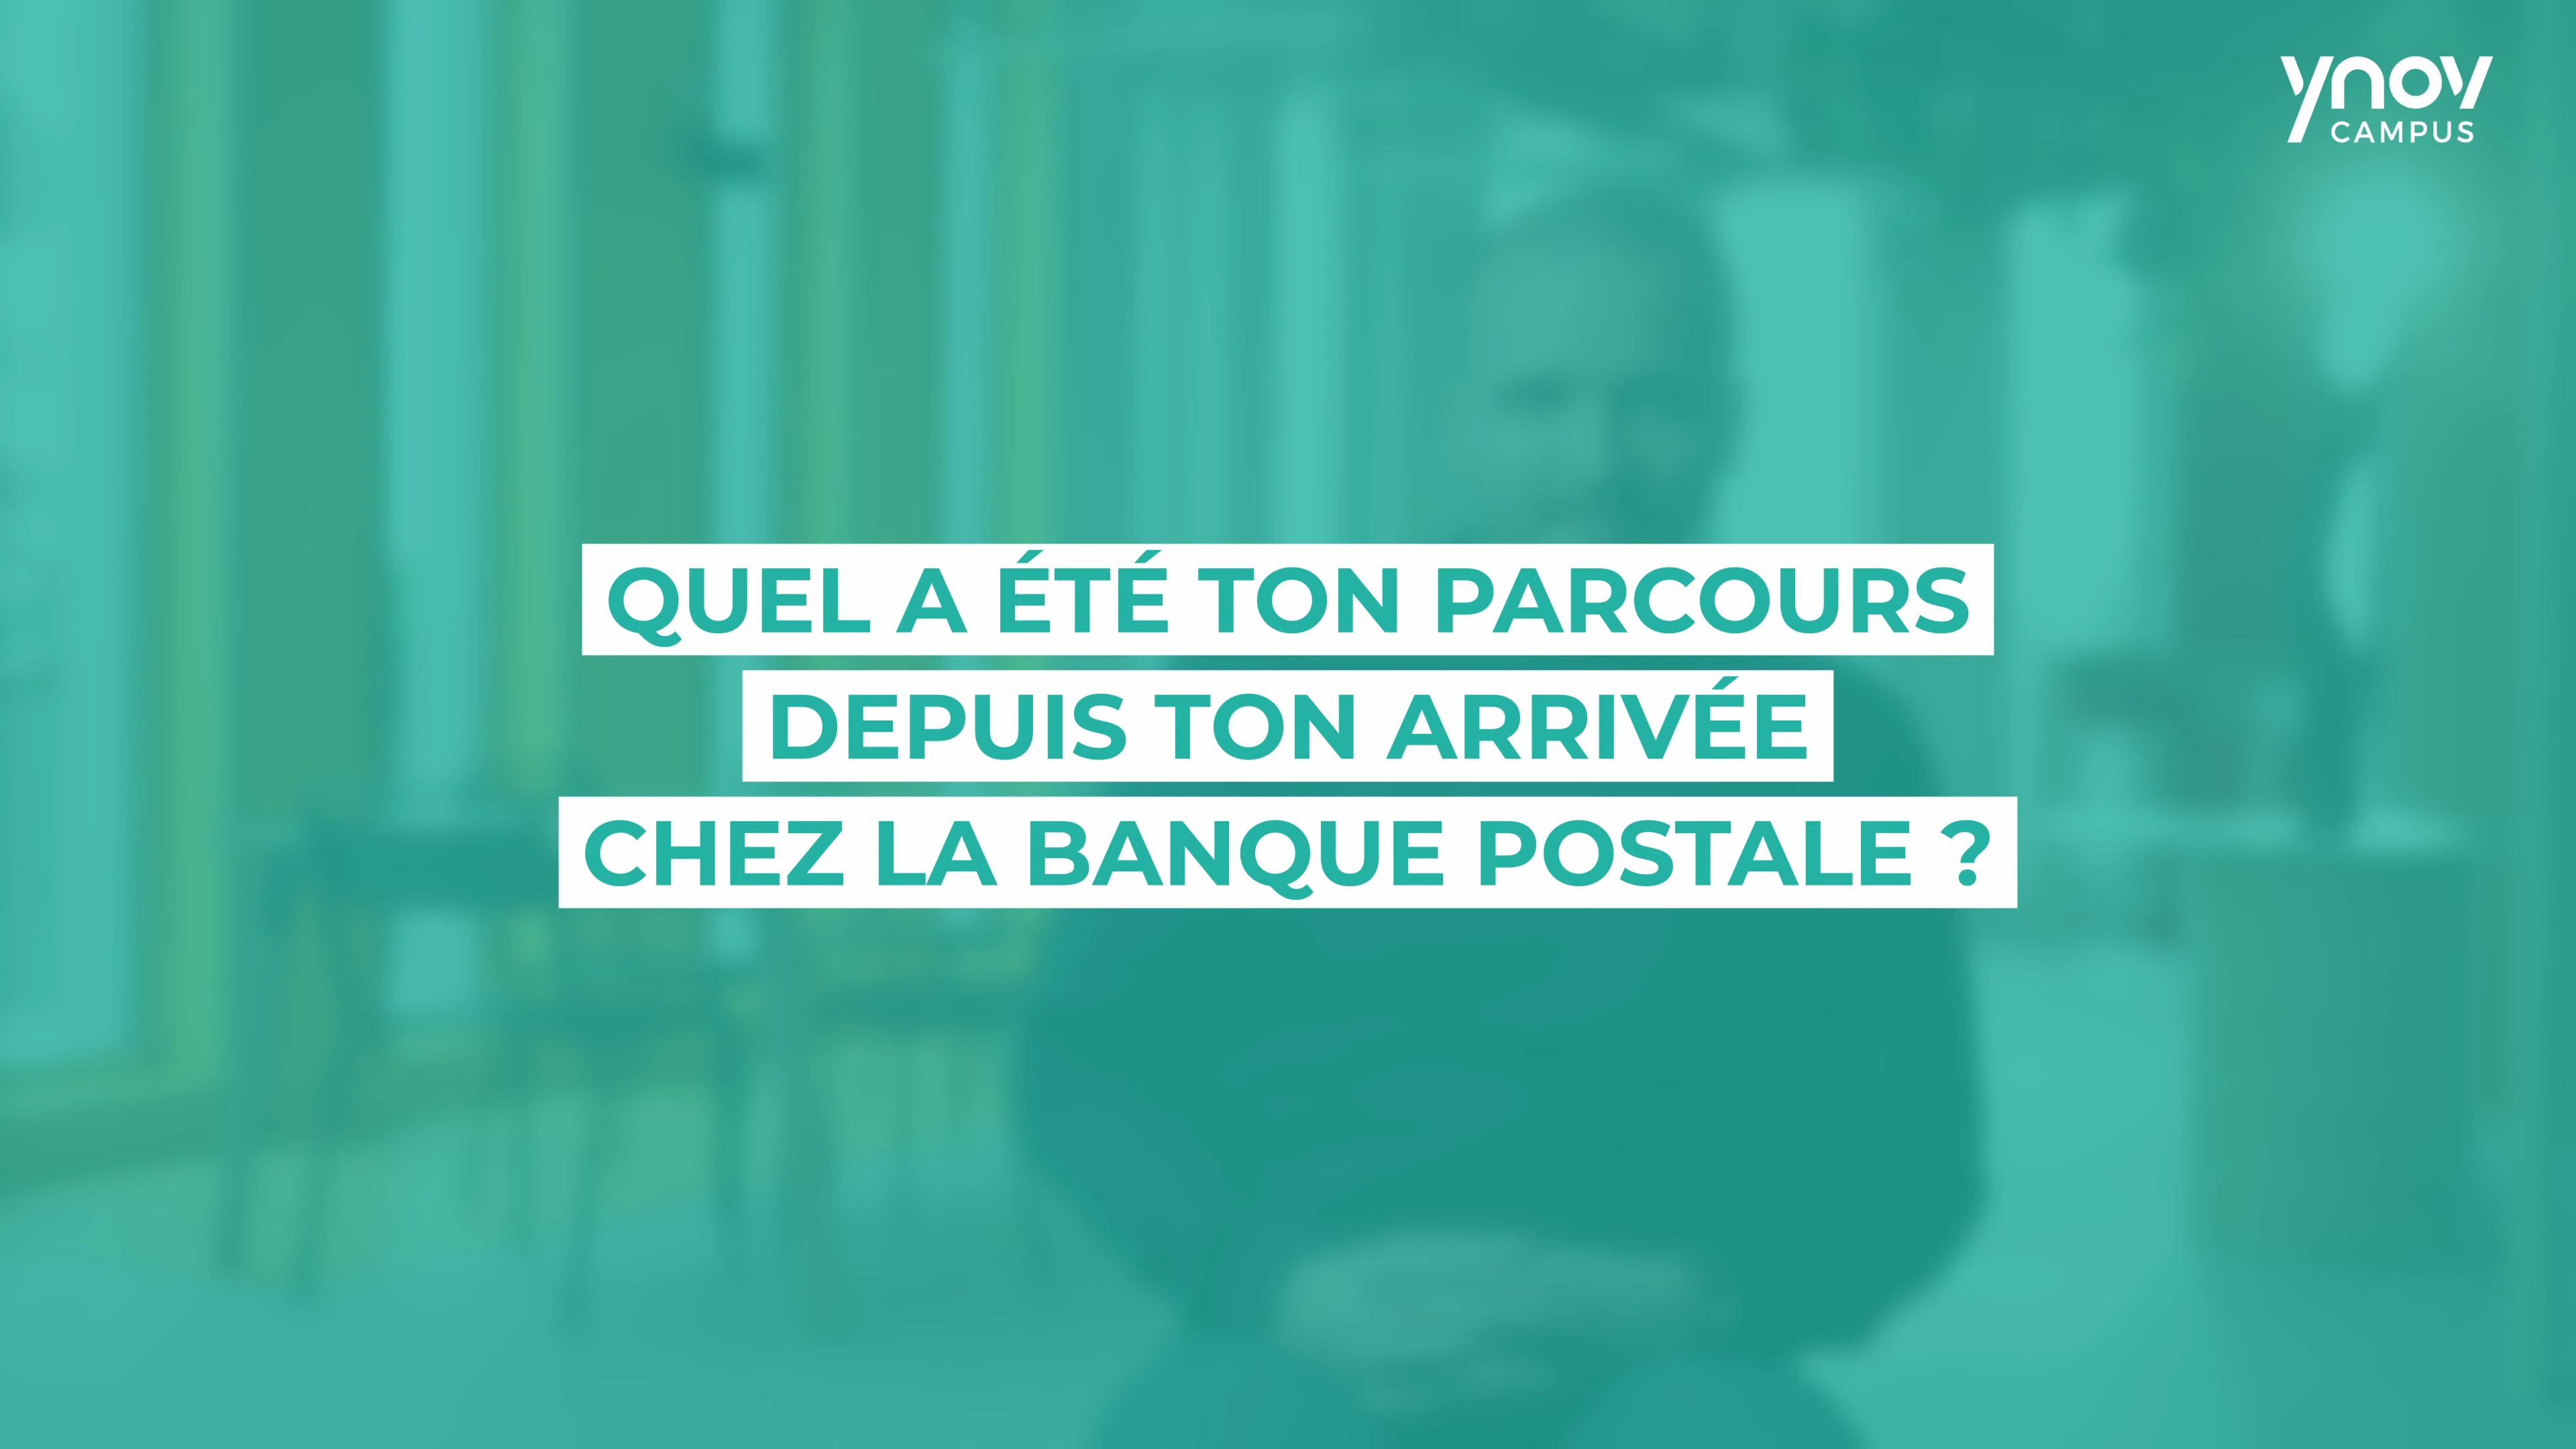 ynov
CAMPUS
QUEL A ÉTÉ TON PARCOURS
DEPUIS TON ARRIVÉE
CHEZ LA BANQUE POSTALE ?